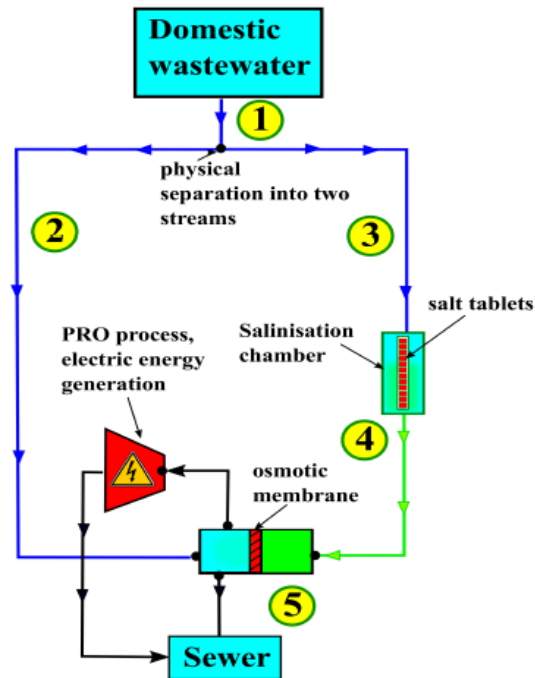 Domestic
wastewater
1
physical
separation into two
streams
2
3
salt tablets
Salinisation
chamber
PRO process,
electric energy
generation
4
osmotic
membrane
5
Sewer